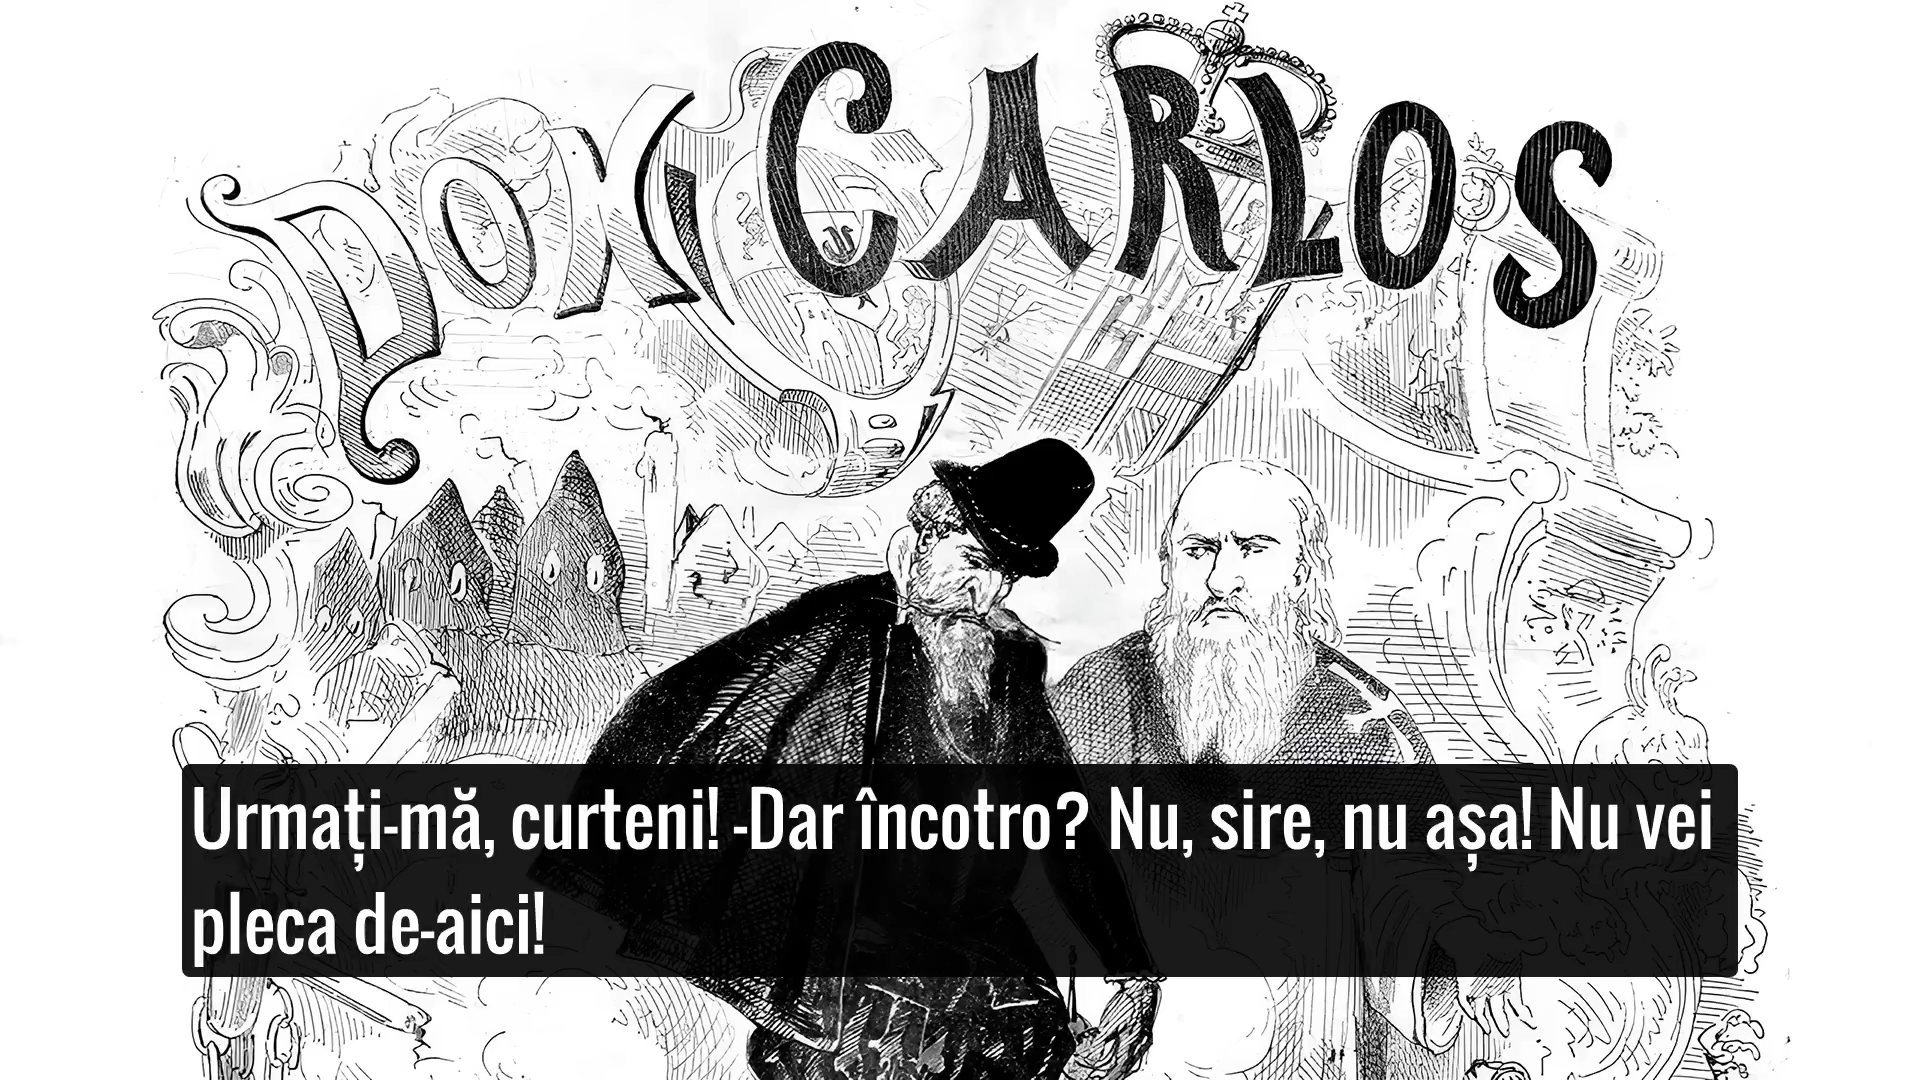 DON CARLOS
Urmați-mă, curteni! -Dar încotro? Nu, sire, nu așa! Nu vei
pleca de-aici!